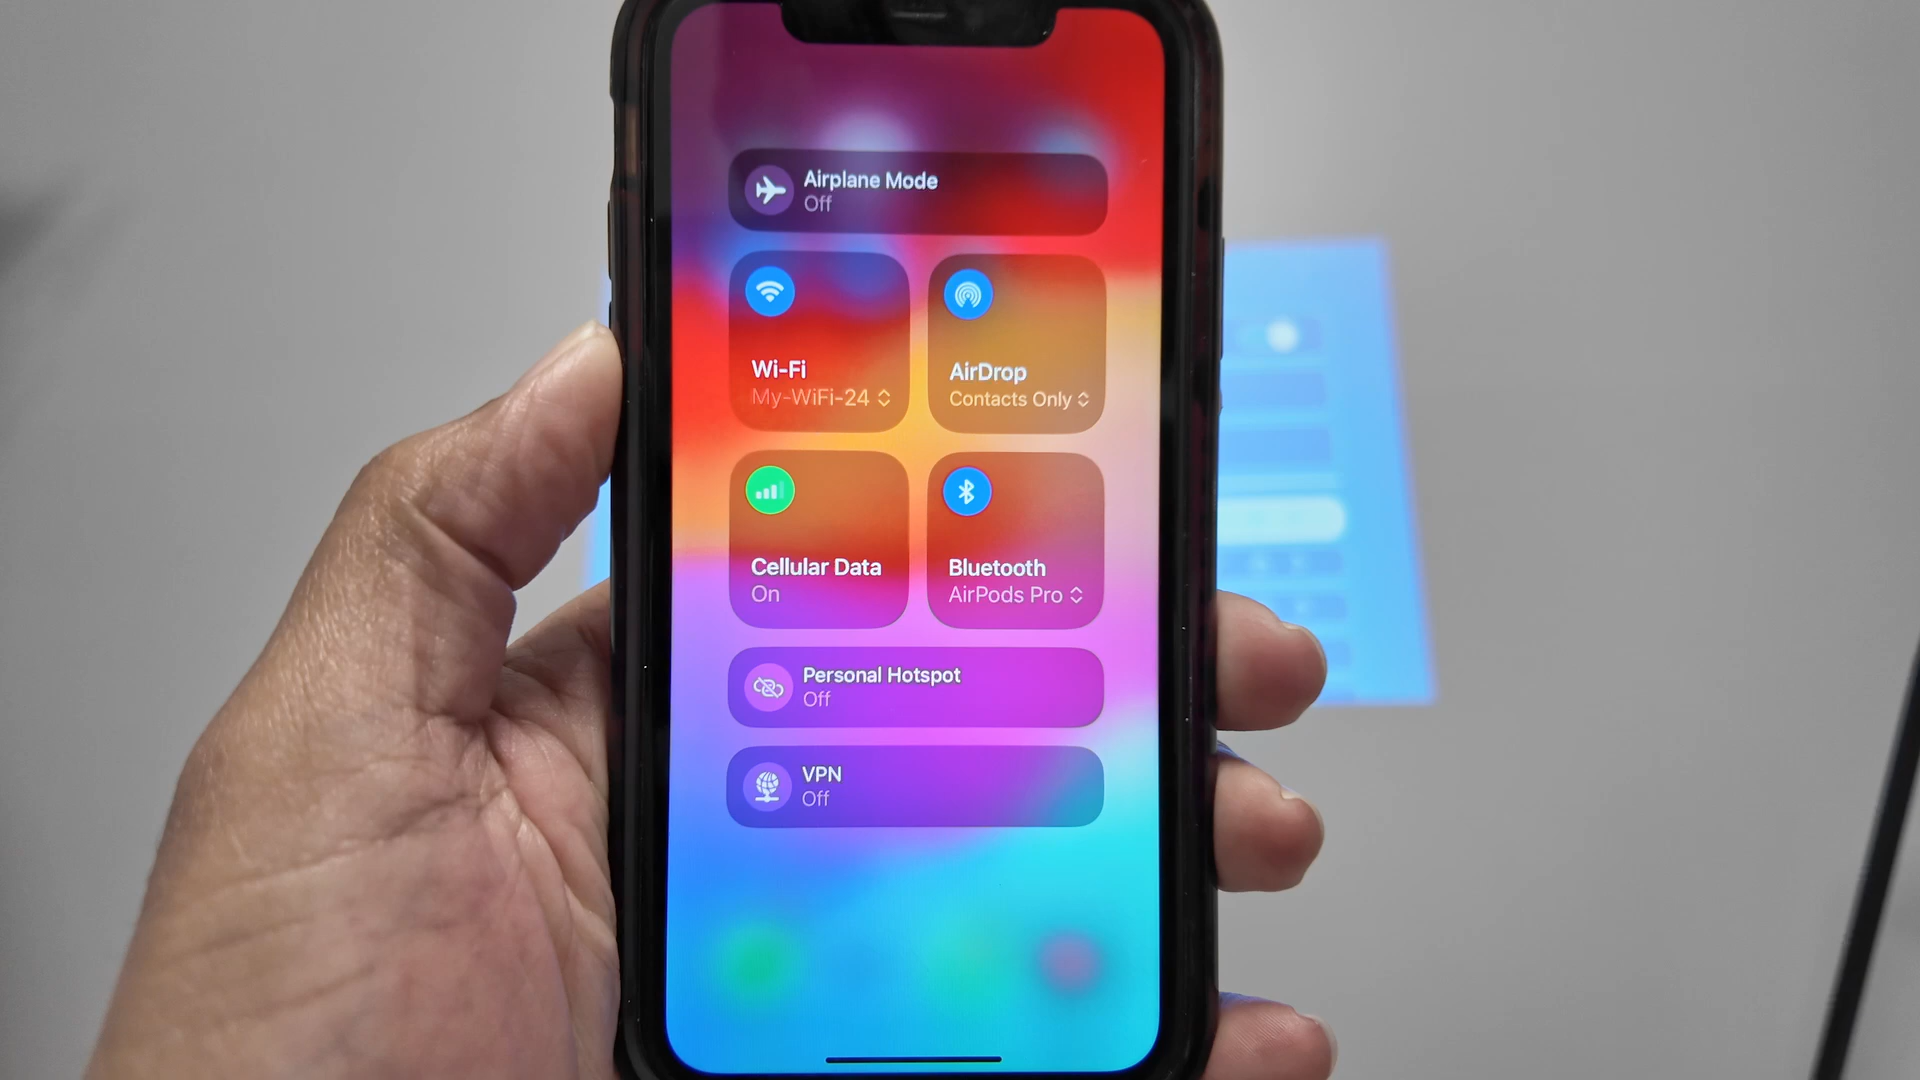 Airplane Mode
Off
Wi-Fi
My-WiFi-24
AirDrop
Contacts Only
Cellular Data
On
Bluetooth
AirPods Pro
Personal Hotspot
Off
VPN
Off